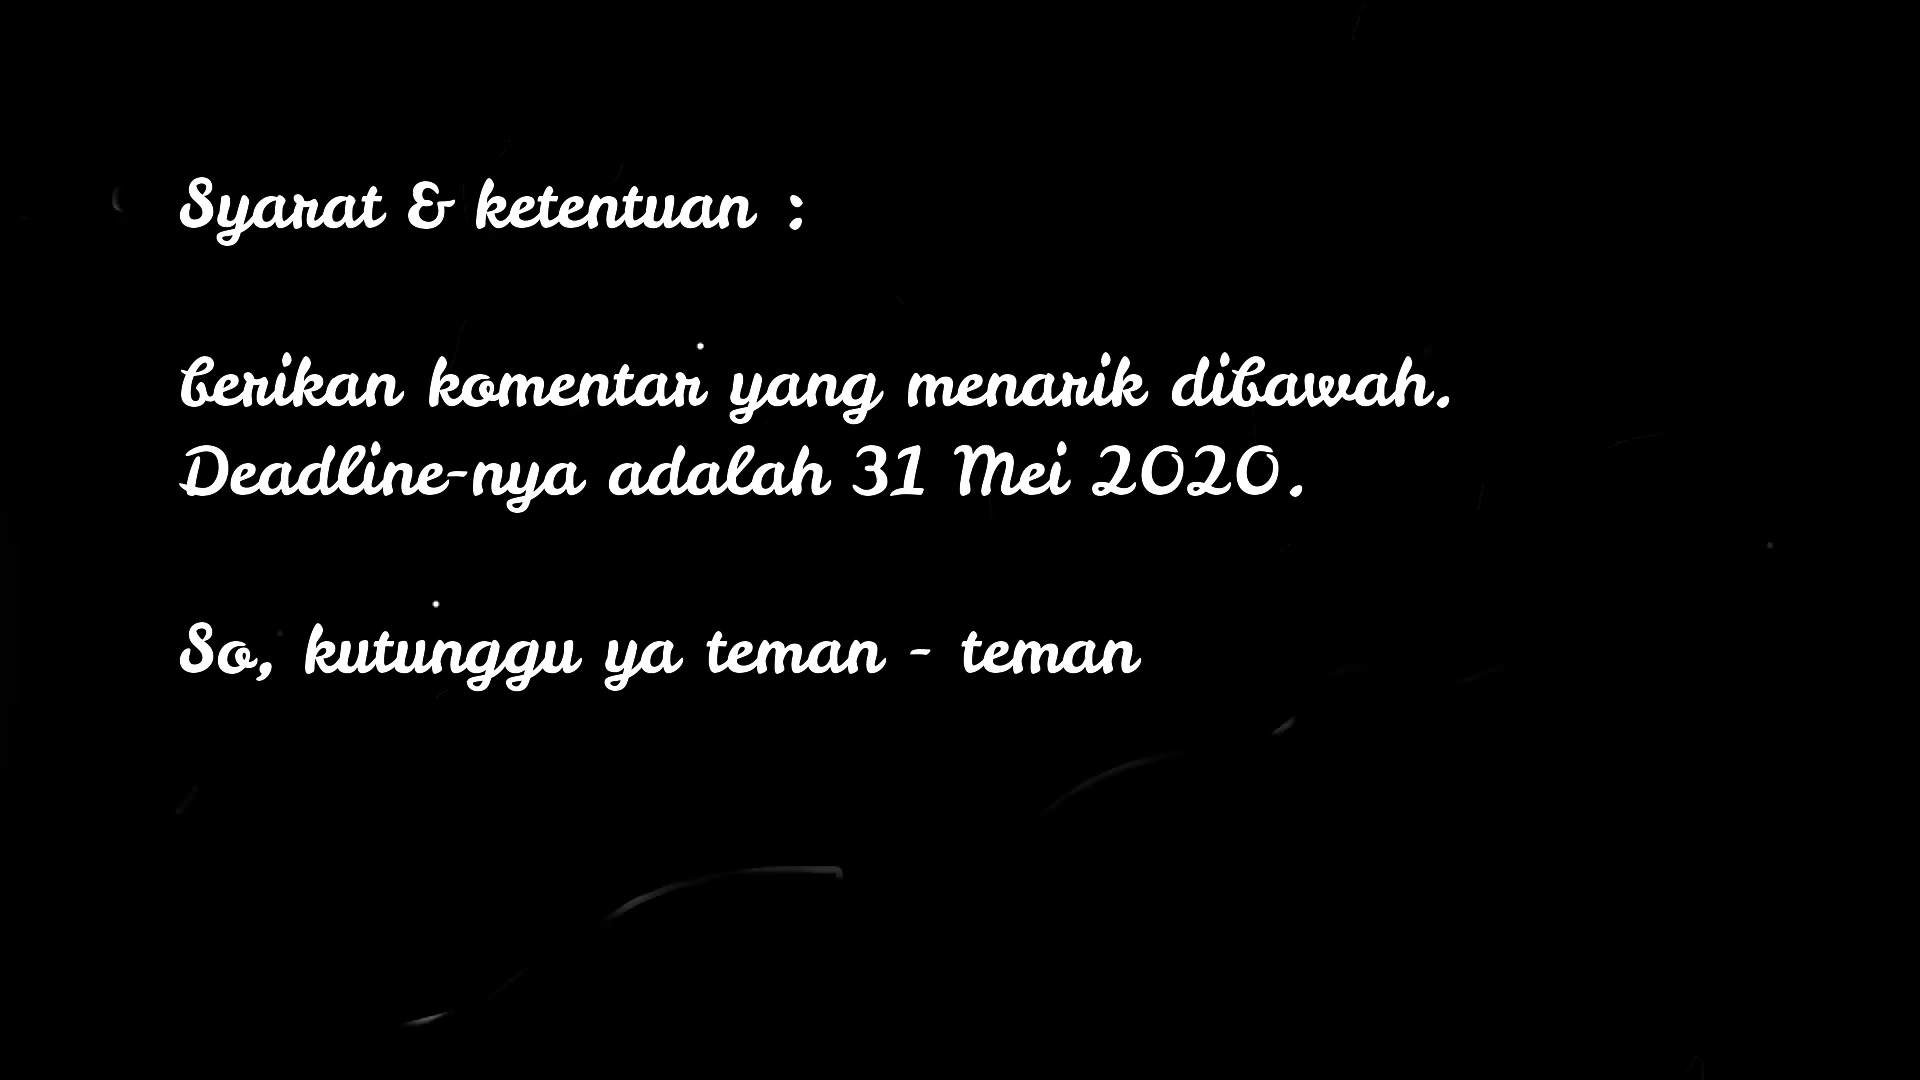 Syarat & ketentuan :
berikan komentar yang menarik dibawah.
Deadline-nya adalah 31 Mei 2020.
So, kutunggu ya teman - teman